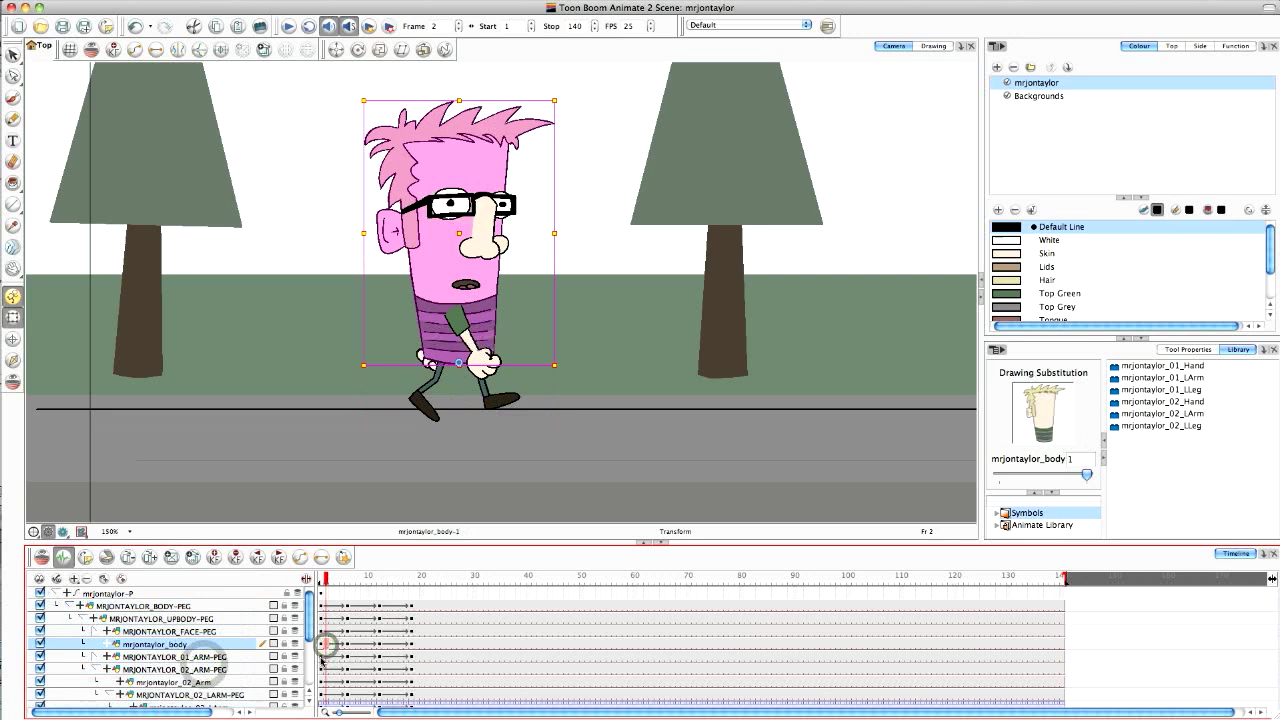 Toon Boom Animate 2 Scene: mrjontaylor
Frame 2 Start 1 Stop 140 FPS 25 Default
Top Camera Drawing Colour Top Side Function
mrjontaylor
Backgrounds
Default Line
White
Skin
Lids
Hair
Top Green
Top Grey
Tongue
Tool Properties Library
Drawing Substitution
mrjontaylor_body 1
mrjontaylor_01_Hand
mrjontaylor_01_LArm
mrjontaylor_01_LLeg
mrjontaylor_02_Hand
mrjontaylor_02_LArm
mrjontaylor_02_LLeg
Symbols
Animate Library
150% mrjontaylor_body-1 Transform Fr 2
Timeline
10 20 30 40 50 60 70 80 90 100 110 120 130
mrjontaylor-P
MRJONTAYLOR_BODY-PEG
MRJONTAYLOR_UPBODY-PEG
MRJONTAYLOR_FACE-PEG
mrjontaylor_body
MRJONTAYLOR_01_ARM-PEG
MRJONTAYLOR_02_ARM-PEG
mrjontaylor_02_Arm
MRJONTAYLOR_02_LARM-PEG